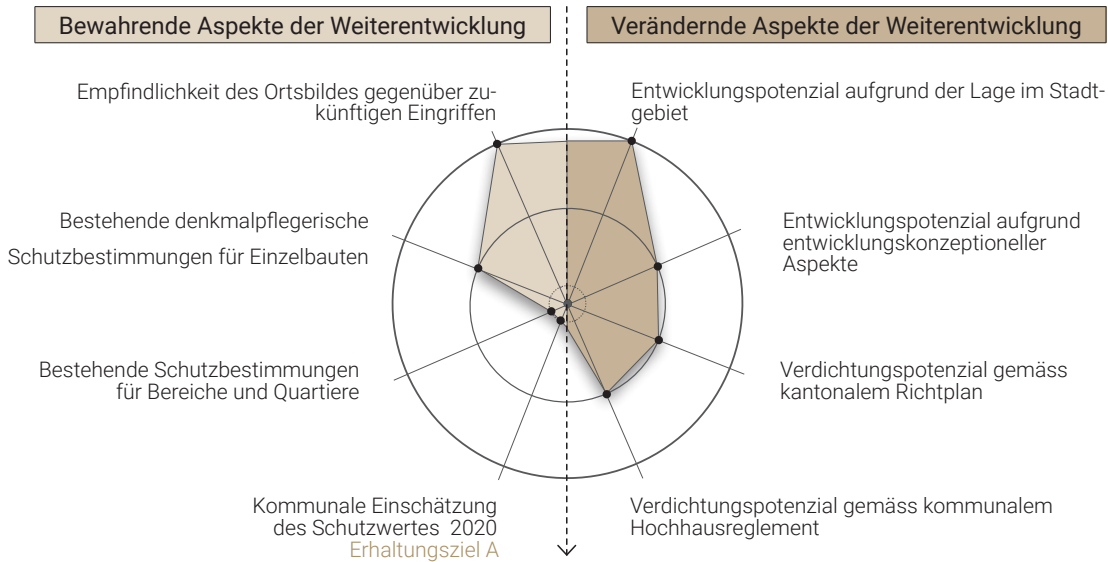 Bewahrende Aspekte der Weiterentwicklung
Verändernde Aspekte der Weiterentwicklung
Empfindlichkeit des Ortsbildes gegenüber zu-
künftigen Eingriffen
Entwicklungspotenzial aufgrund der Lage im Stadt-
gebiet
Bestehende denkmalpflegerische
Schutzbestimmungen für Einzelbauten
Entwicklungspotenzial aufgrund
entwicklungskonzeptioneller
Aspekte
Bestehende Schutzbestimmungen
für Bereiche und Quartiere
Verdichtungspotenzial gemäss
kantonalem Richtplan
Kommunale Einschätzung
des Schutzwertes 2020
Erhaltungsziel A
Verdichtungspotenzial gemäss kommunalem
Hochhausreglement